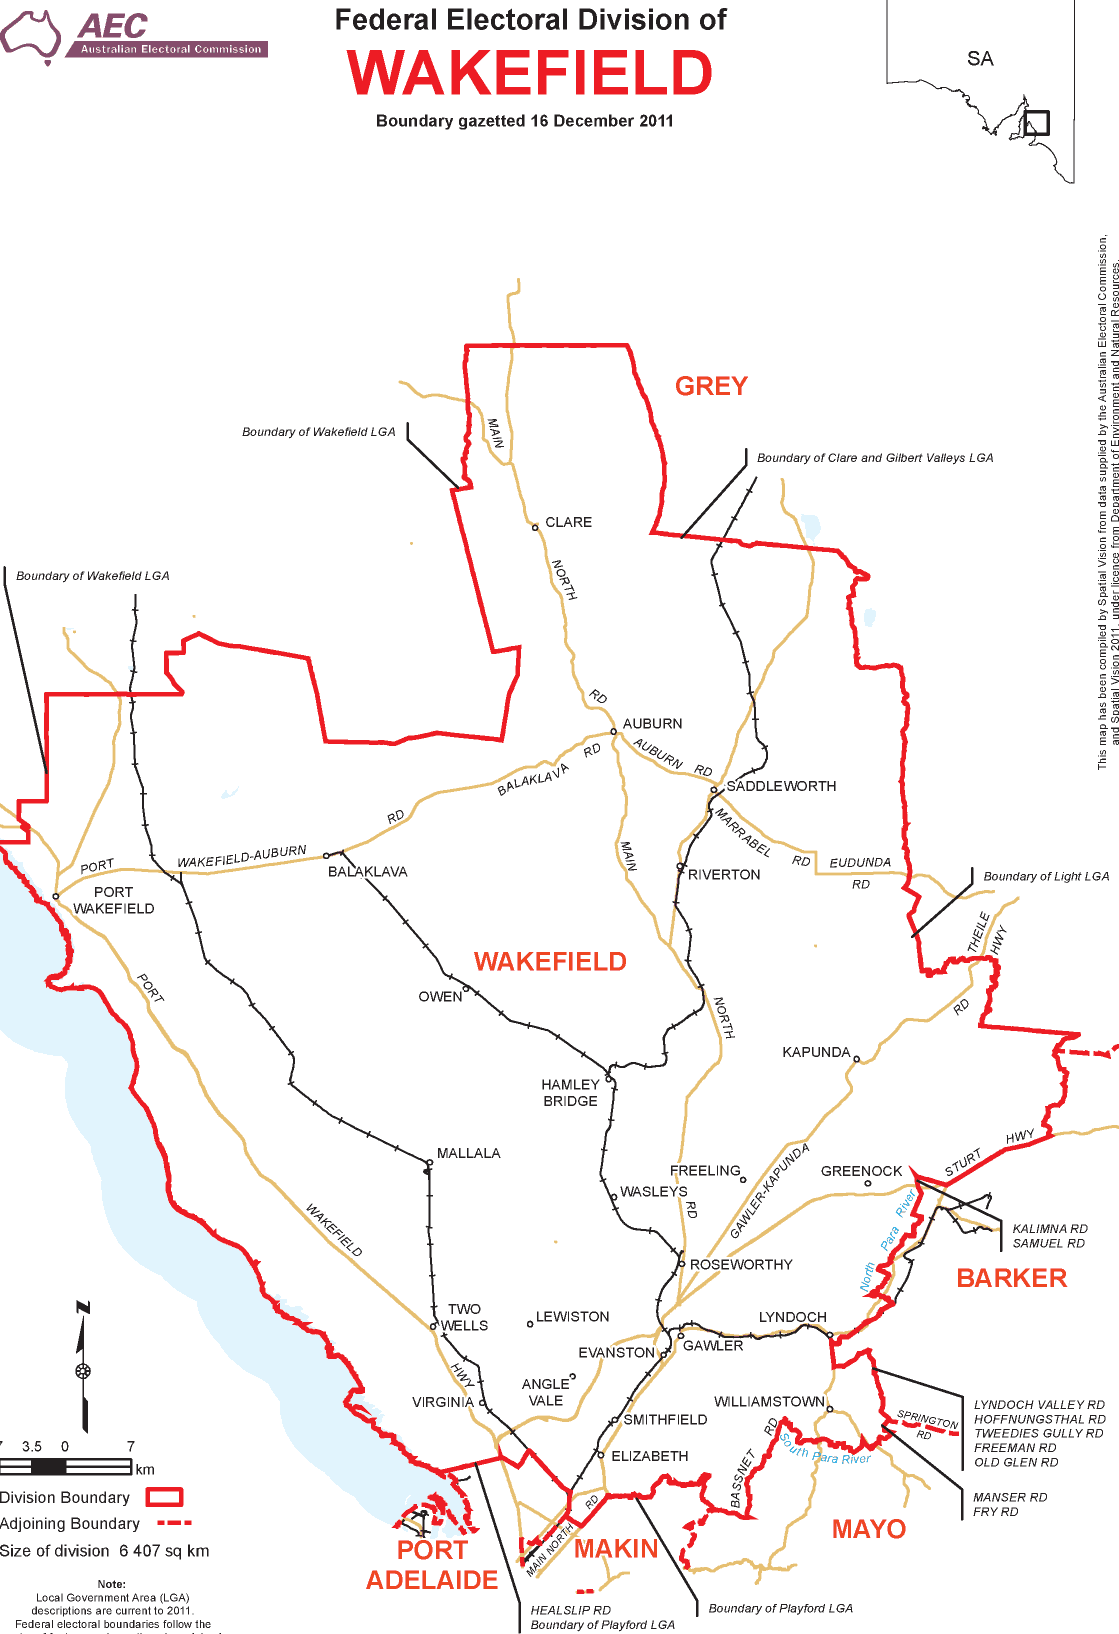 AEC
Australian Electoral Commission
Federal Electoral Division of
WAKEFIELD
Boundary gazetted 16 December 2011
SA
This map has been compiled by Spatial Vision from data supplied by the Australian Electoral Commission,
and Spatial Vision 2011, under licence from Department of Environment and Natural Resources.
GREY
Boundary of Wakefield LGA
MAIN
Boundary of Clare and Gilbert Valleys LGA
CLARE
NORTH
Boundary of Wakefield LGA
RD
AUBURN
AUBURN RD
BALAKLAVA RD
SADDLEWORTH
RD
MARRABEL RD
MAIN
EUDUNDA
RD
PORT WAKEFIELD-AUBURN
BALAKLAVA
RIVERTON
Boundary of Light LGA
PORT
WAKEFIELD
THEILE
HWY
WAKEFIELD
OWEN
PORT
NORTH
RD
KAPUNDA
HAMLEY
BRIDGE
MALLALA
STURT HWY
FREELING
GREENOCK
GAWLER-KAPUNDA
WASLEYS
RD
WAKEFIELD
North Para River
KALIMNA RD
SAMUEL RD
ROSEWORTHY
BARKER
TWO
WELLS
LEWISTON
LYNDOCH
EVANSTON
GAWLER
HWY
ANGLE
VALE
VIRGINIA
WILLIAMSTOWN
SMITHFIELD
SPRINGTON
RD
LYNDOCH VALLEY RD
HOFFNUNGSTHAL RD
TWEEDIES GULLY RD
FREEMAN RD
OLD GLEN RD
ELIZABETH
BASSNET RD
South Para River
MANSER RD
FRY RD
N
7 3.5 0 7
km
Division Boundary
Adjoining Boundary
Size of division 6 407 sq km
MAIN NORTH RD
PORT
ADELAIDE
MAKIN
MAYO
HEALSLIP RD
Boundary of Playford LGA
Boundary of Playford LGA
Note:
Local Government Area (LGA)
descriptions are current to 2011.
Federal electoral boundaries follow the